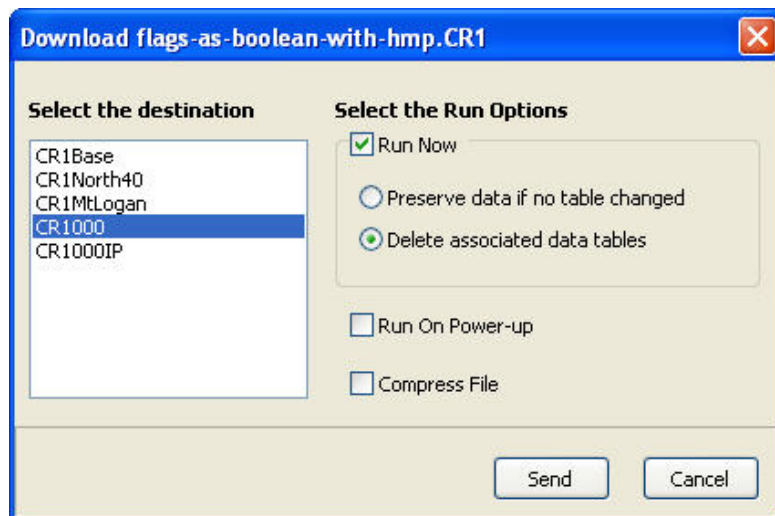 Download flags-as-boolean-with-hmp.CR1
Select the destination
CR1Base
CR1North40
CR1MtLogan
CR1000
CR1000IP
Select the Run Options
Run Now
Preserve data if no table changed
Delete associated data tables
Run On Power-up
Compress File
Send
Cancel